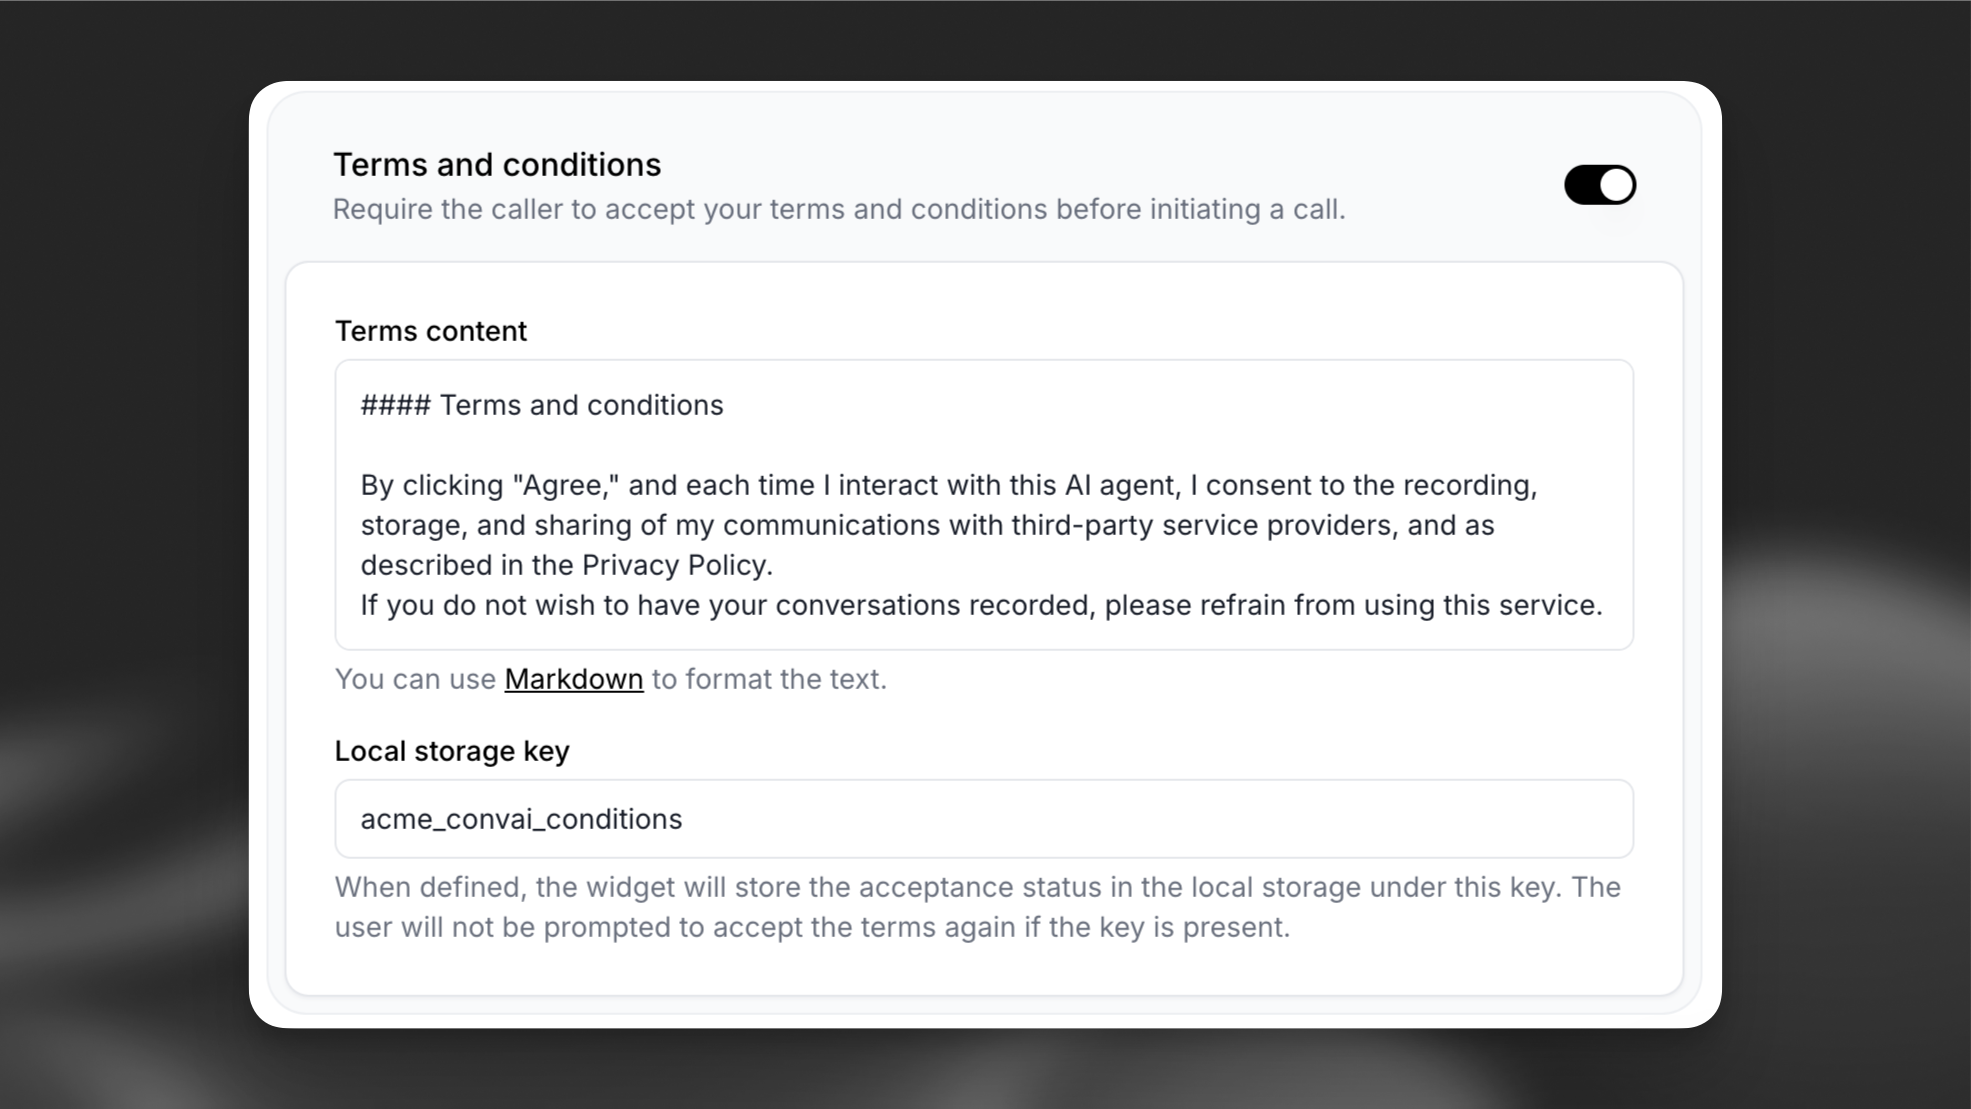 Terms and conditions
Require the caller to accept your terms and conditions before initiating a call.
Terms content
#### Terms and conditions
By clicking "Agree," and each time I interact with this AI agent, I consent to the recording,
storage, and sharing of my communications with third-party service providers, and as
described in the Privacy Policy.
If you do not wish to have your conversations recorded, please refrain from using this service.
You can use Markdown to format the text.
Local storage key
acme_convai_conditions
When defined, the widget will store the acceptance status in the local storage under this key. The
user will not be prompted to accept the terms again if the key is present.